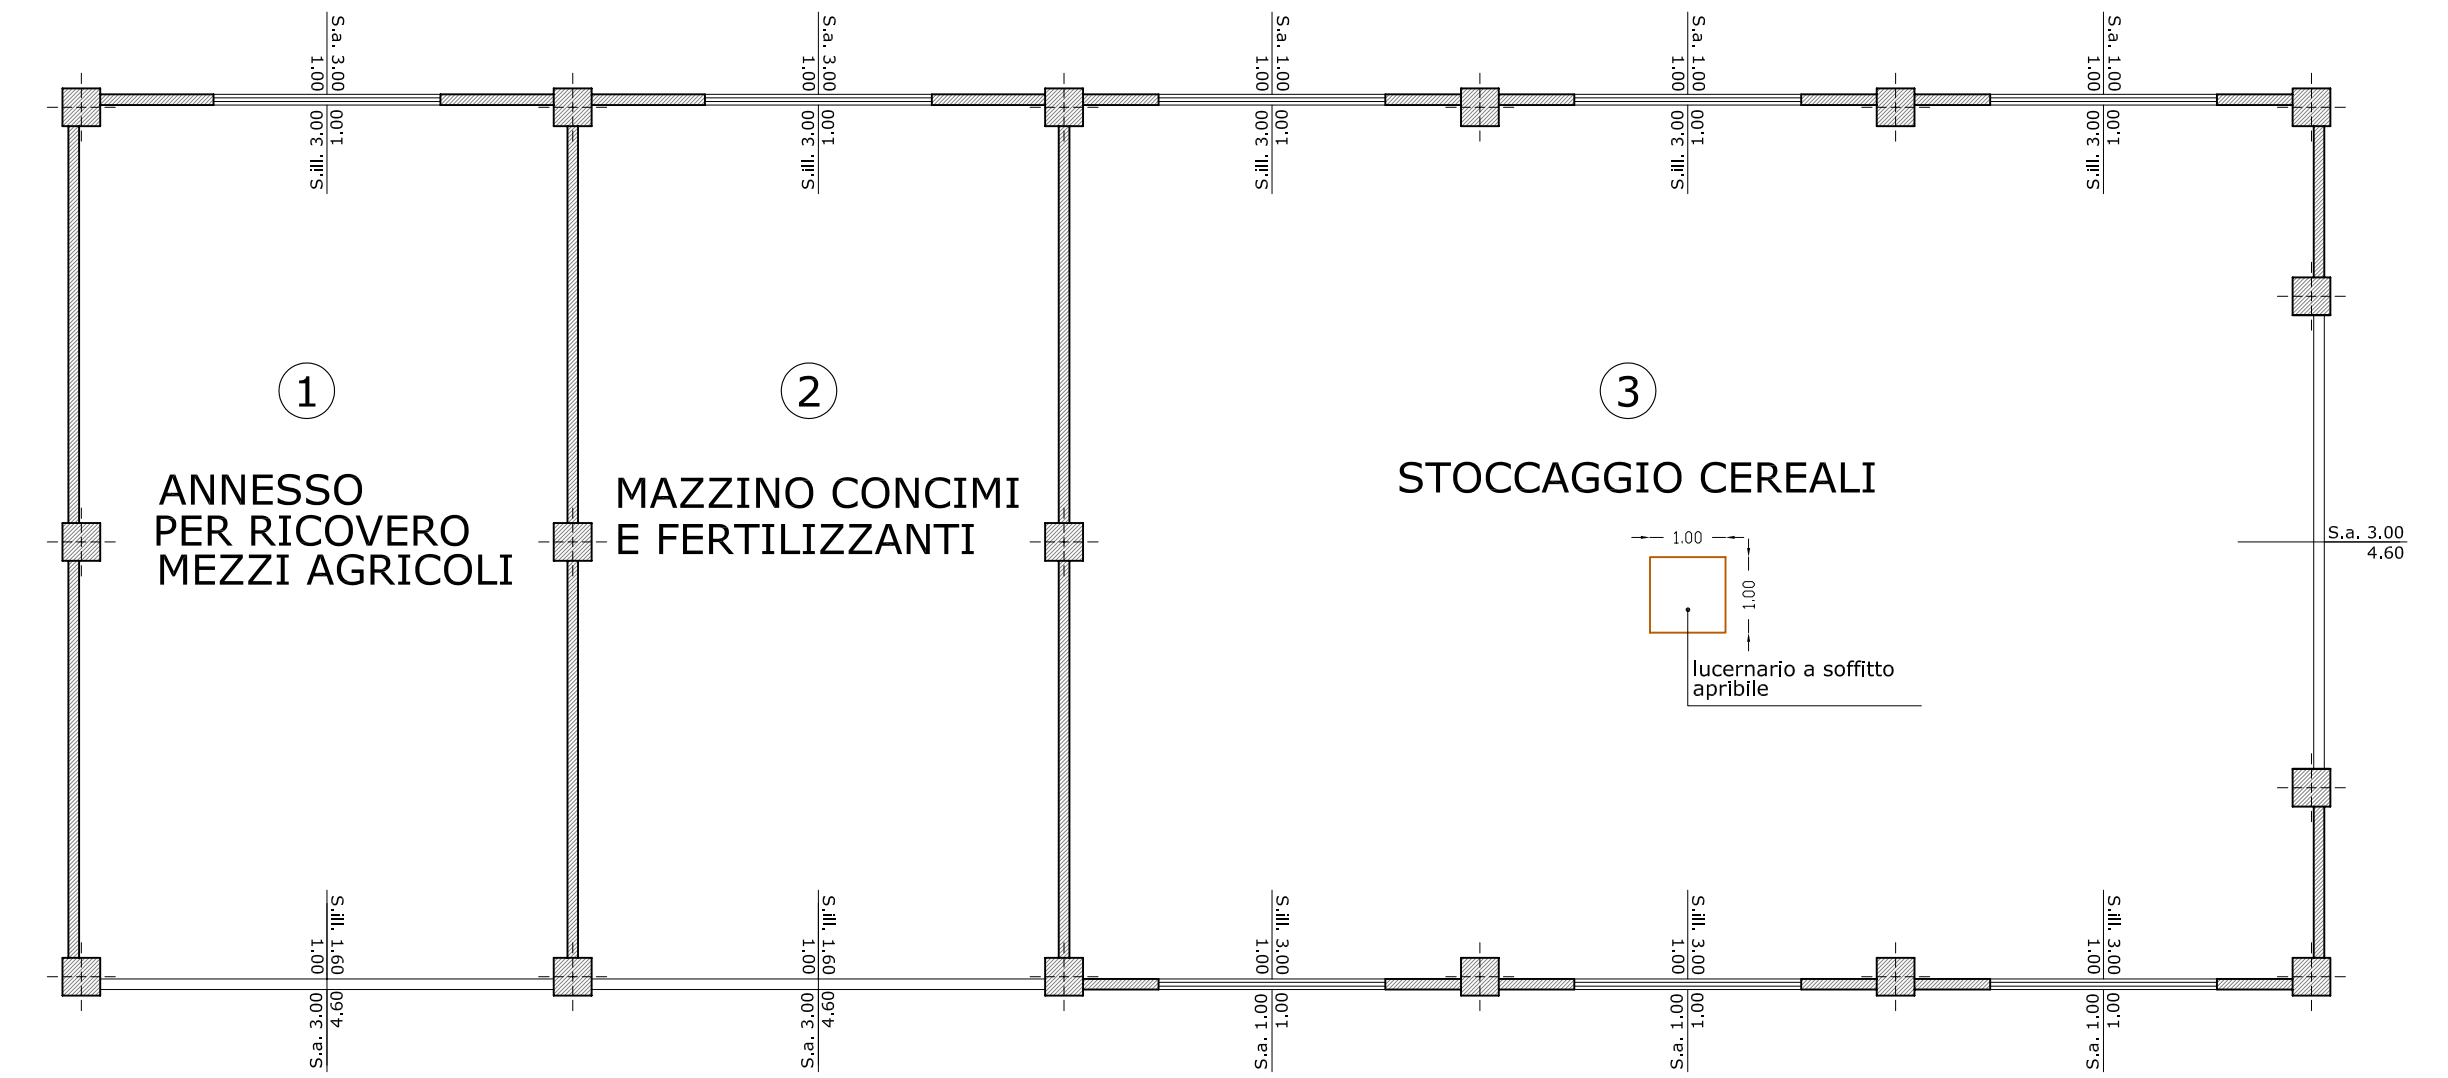 S.a. 3.00
1.00
S.a. 3.00
1.00
S.a. 1.00
1.00
S.a. 1.00
1.00
S.a. 1.00
1.00
1.00
S.ill. 3.00
1.00
S.ill. 3.00
1.00
S.ill. 3.00
1.00
S.ill. 3.00
1.00
S.ill. 3.00
1
ANNESSO
PER RICOVERO
MEZZI AGRICOLI
2
MAZZINO CONCIMI
E FERTILIZZANTI
3
STOCCAGGIO CEREALI
1.00
1.00
lucernario a soffitto
apribile
S.a. 3.00
4.60
S.ill. 1.60
1.00
S.ill. 1.60
1.00
S.ill. 3.00
1.00
S.ill. 3.00
1.00
S.ill. 3.00
1.00
4.60
S.a. 3.00
4.60
S.a. 3.00
1.00
S.a. 1.00
1.00
S.a. 1.00
1.00
S.a. 1.00